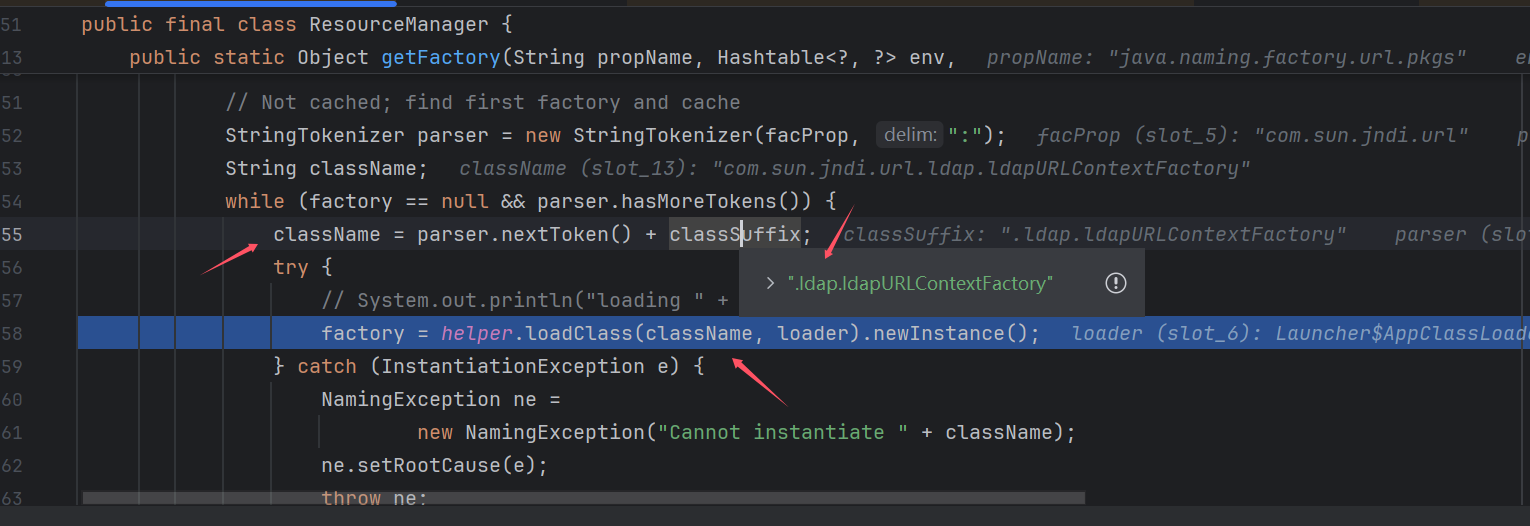 51 public final class ResourceManager {
13 public static Object getFactory(String propName, Hashtable<?, ?> env, propName: "java.naming.factory.url.pkgs"
51 // Not cached; find first factory and cache
52 StringTokenizer parser = new StringTokenizer(facProp, delim: ":"); facProp (slot_5): "com.sun.jndi.url"
53 String className; className (slot_13): "com.sun.jndi.url.ldap.ldapURLContextFactory"
54 while (factory == null && parser.hasMoreTokens()) {
55 className = parser.nextToken() + classSuffix; classSuffix: ".ldap.ldapURLContextFactory" parser (slot
56 try {
".ldap.ldapURLContextFactory"
57 // System.out.println("loading " +
58 factory = helper.loadClass(className, loader).newInstance(); loader (slot_6): Launcher$AppClassLoade
59 } catch (InstantiationException e) {
60 NamingException ne =
61 new NamingException("Cannot instantiate " + className);
62 ne.setRootCause(e);
63 throw ne;